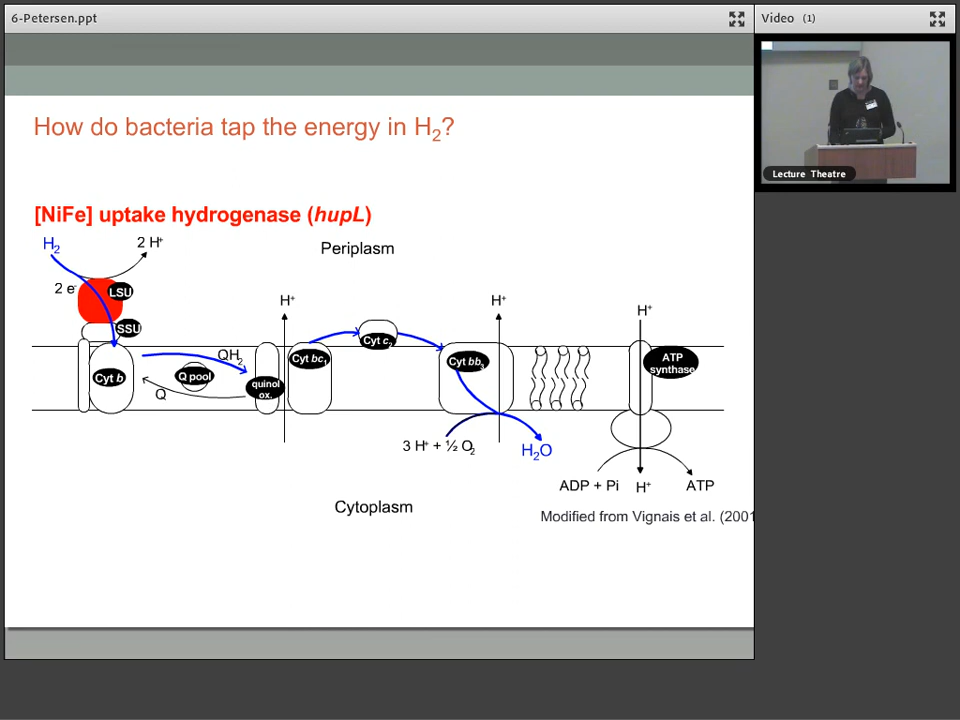 6-Petersen.ppt
Video (1)
Lecture Theatre
How do bacteria tap the energy in H2?
[NiFe] uptake hydrogenase (hupL)
H2
2 H+
Periplasm
2 e-
LSU
SSU
H+
H+
H+
Cyt b
QH2
Q pool
Q
quinol
ox.
Cyt bc1
Cyt c2
Cyt bb3
ATP
synthase
3 H+ + ½ O2
H2O
ADP + Pi
H+
ATP
Cytoplasm
Modified from Vignais et al. (2001